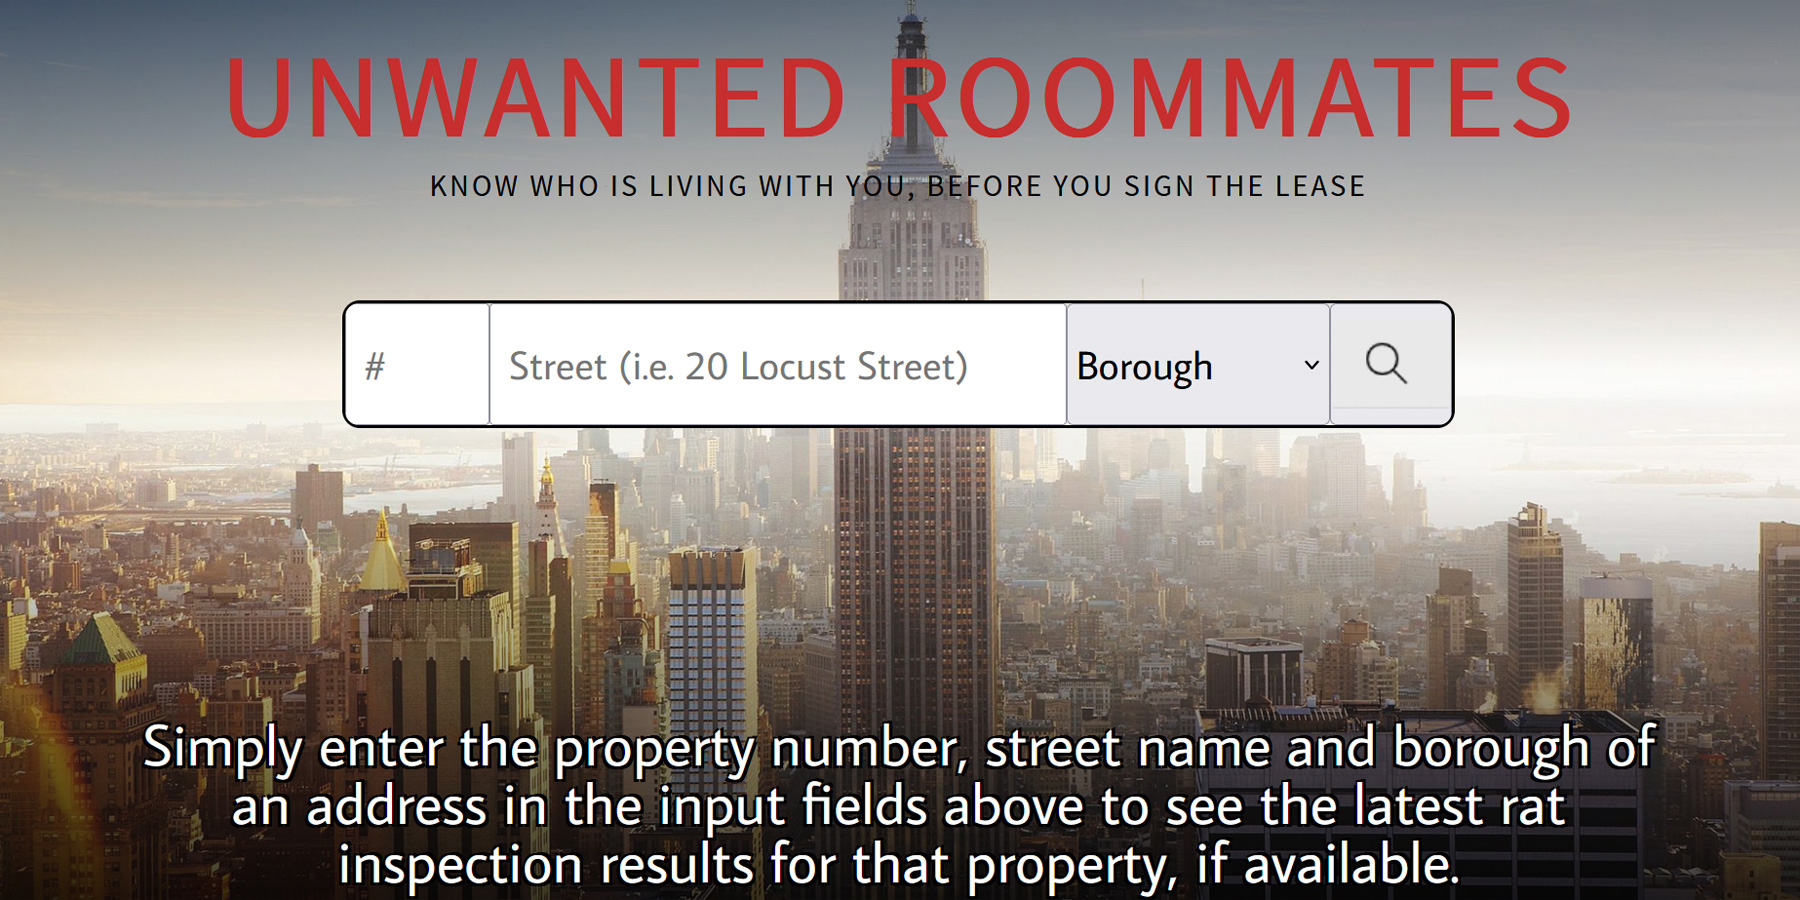 UNWANTED ROOMMATES
KNOW WHO IS LIVING WITH YOU, BEFORE YOU SIGN THE LEASE
# Street (i.e. 20 Locust Street) Borough
Simply enter the property number, street name and borough of
an address in the input fields above to see the latest rat
inspection results for that property, if available.